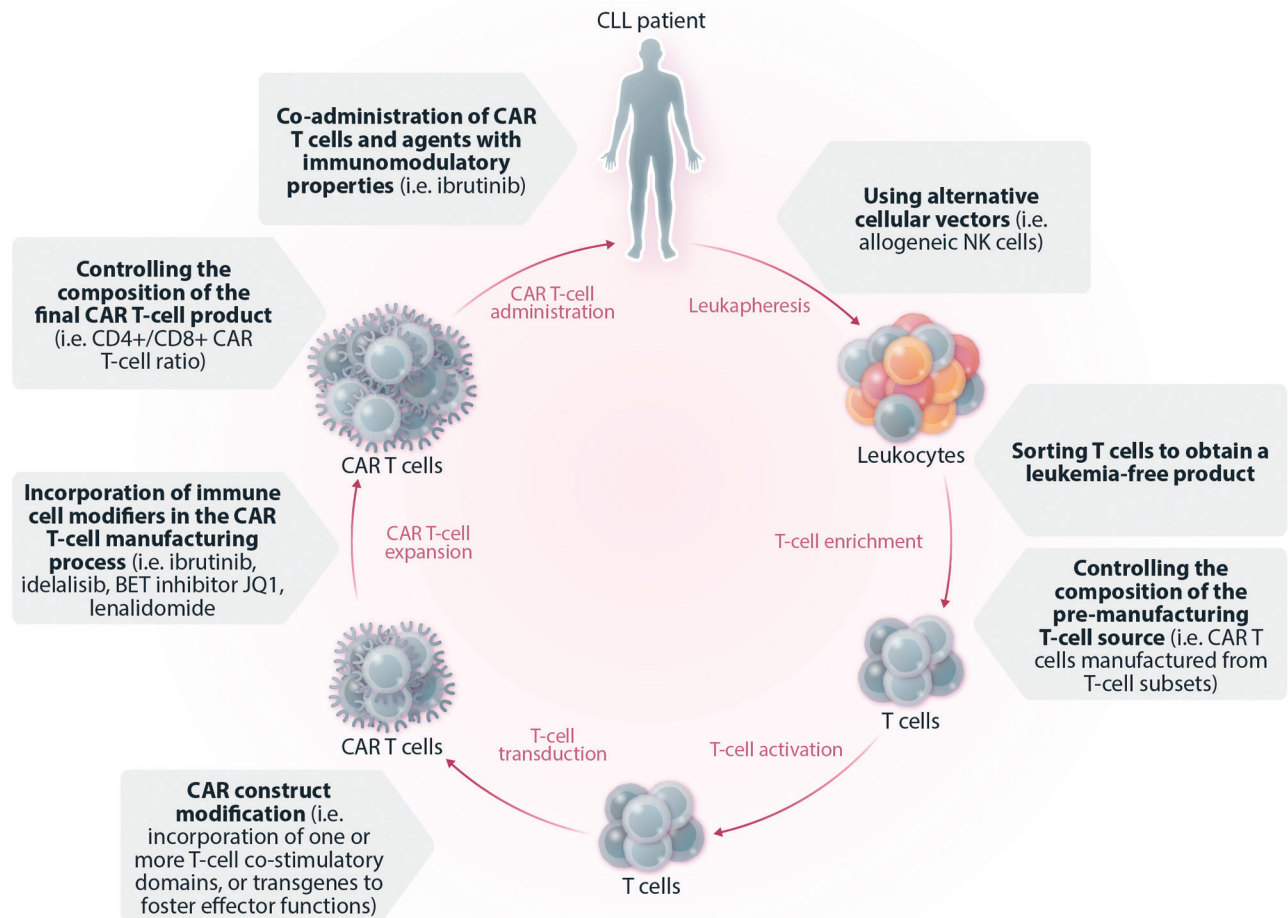 CLL patient
Co-administration of CAR
T cells and agents with
immunomodulatory
properties (i.e. ibrutinib)
Using alternative
cellular vectors (i.e.
allogeneic NK cells)
Controlling the
composition of the
final CAR T-cell product
(i.e. CD4+/CD8+ CAR
T-cell ratio)
CAR T-cell
administration
Leukapheresis
CAR T cells
Leukocytes
Sorting T cells to obtain a
leukemia-free product
Incorporation of immune
cell modifiers in the CAR
T-cell manufacturing
process (i.e. ibrutinib,
idelalisib, BET inhibitor JQ1,
lenalidomide
CAR T-cell
expansion
T-cell enrichment
Controlling the
composition of the
pre-manufacturing
T-cell source (i.e. CAR T
cells manufactured from
T-cell subsets)
T cells
CAR T cells
T-cell
transduction
T-cell activation
CAR construct
modification (i.e.
incorporation of one or
more T-cell co-stimulatory
domains, or transgenes to
foster effector functions)
T cells